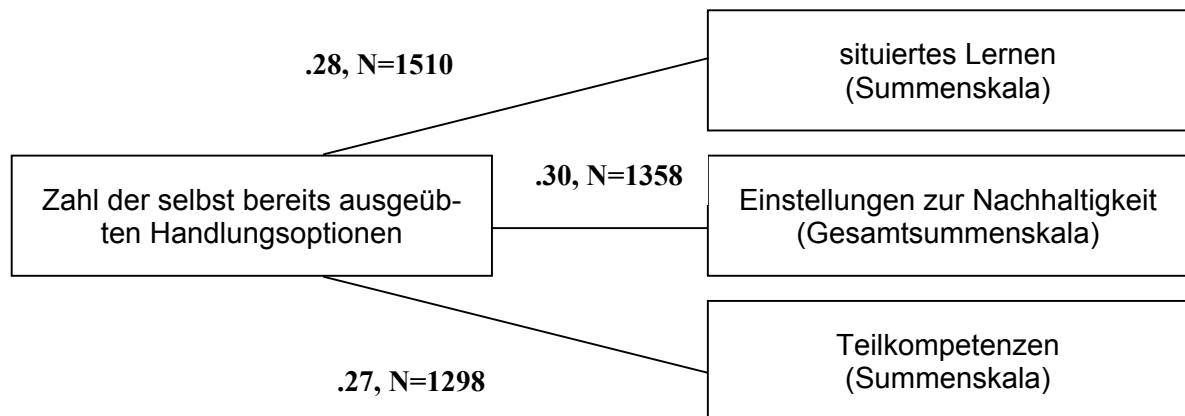 .28, N=1510
situiertes Lernen
(Summenskala)
Zahl der selbst bereits ausgeüb-
ten Handlungsoptionen
.30, N=1358
Einstellungen zur Nachhaltigkeit
(Gesamtsummenskala)
.27, N=1298
Teilkompetenzen
(Summenskala)